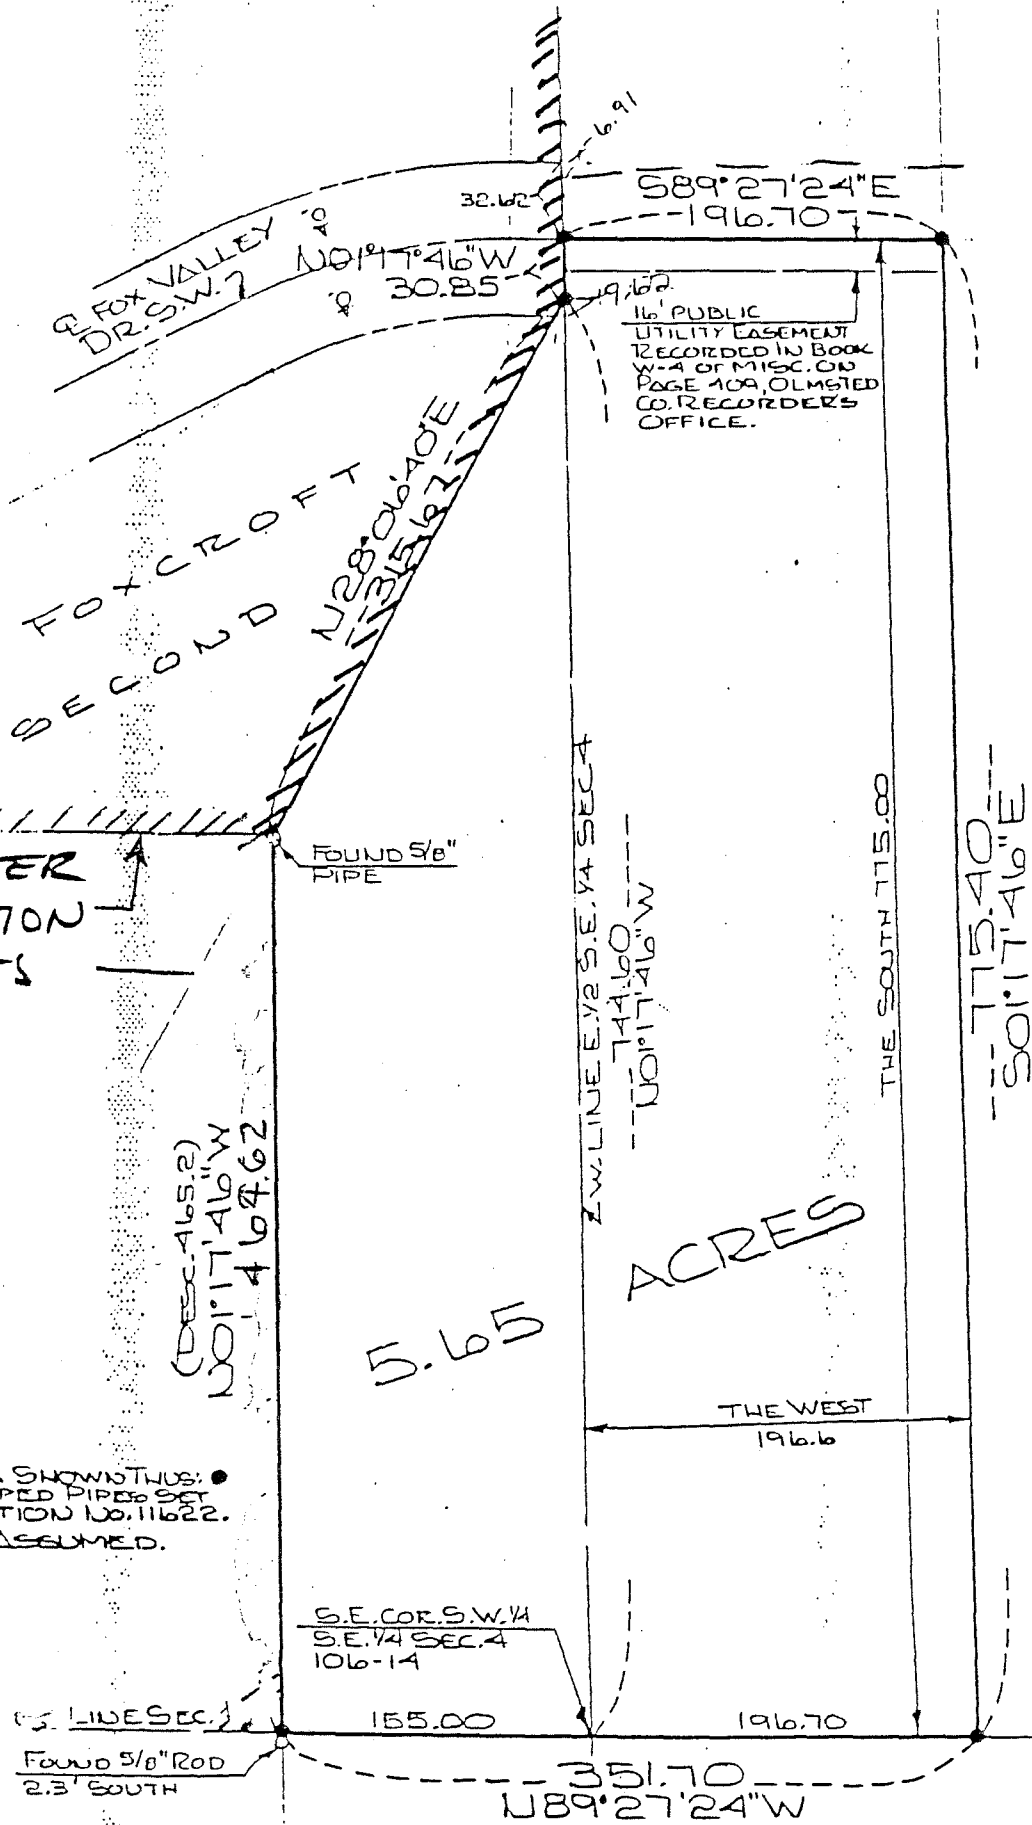 6.91
S89°27'24"E
196.70
32.62
℄ FOX VALLEY
DR. S.W.
40
N01°17'46"W
30.85
40
19.62
16' PUBLIC
UTILITY EASEMENT
RECORDED IN BOOK
W-4 OF MISC. ON
PAGE 409, OLMSTED
CO. RECORDER'S
OFFICE.
N28°06'40"E
315.67
FOXCROFT
SECOND
FOUND 5/8"
PIPE
W. LINE E. 1/2 S.E. 1/4 SEC 4
744.60
N01°17'46"W
THE SOUTH 775.00
775.40
S01°17'46"E
(DESC. 465.2)
N01°17'46"W
464.62
5.65 ACRES
THE WEST
196.6
SHOWN THUS: ●
PED PIPES SET
TION NO. 11622.
ASSUMED.
S.E. COR. S.W. 1/4
S.E. 1/4 SEC. 4
106-14
LINE SEC.
155.00
196.70
FOUND 5/8" ROD
2.3' SOUTH
351.70
N89°27'24"W